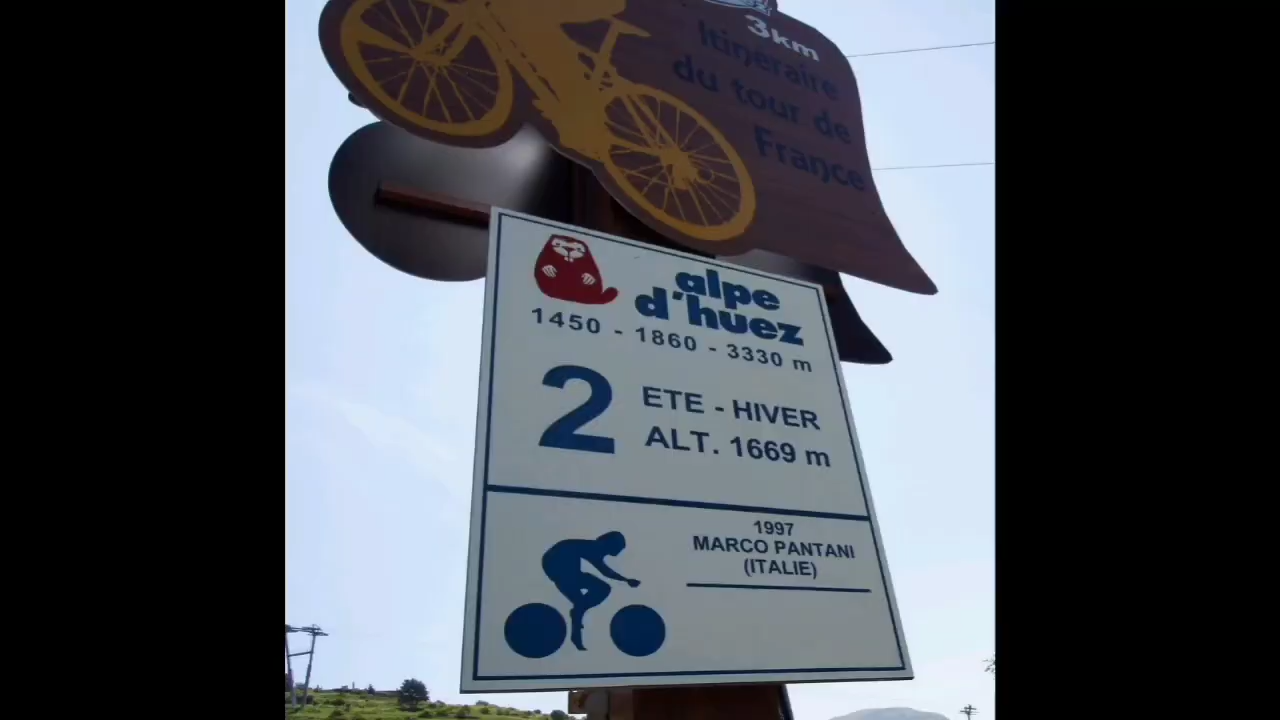 3km
Itineraire
du tour de
France
alpe
d'huez
1450 - 1860 - 3330 m
2
ETE - HIVER
ALT. 1669 m
1997
MARCO PANTANI
(ITALIE)